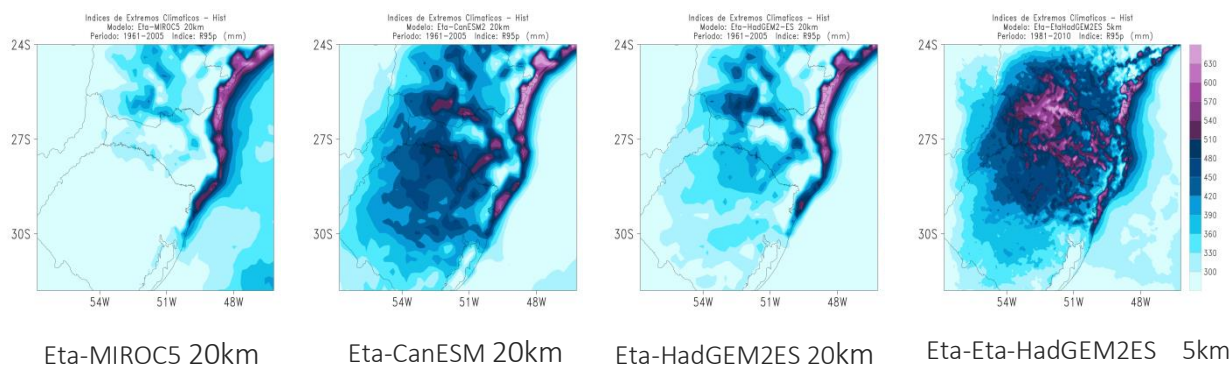 Indices de Extremos Climaticos - Hist
Modelo: Eta-MIROC5 20km
Periodo: 1961-2005 Indice: R95p (mm)
24S
27S
30S
54W 51W 48W
Eta-MIROC5 20km
Indices de Extremos Climaticos - Hist
Modelo: Eta-CanESM2 20km
Periodo: 1961-2005 Indice: R95p (mm)
24S
27S
30S
54W 51W 48W
Eta-CanESM 20km
Indices de Extremos Climaticos - Hist
Modelo: Eta-HadGEM2-ES 20km
Periodo: 1961-2005 Indice: R95p (mm)
24S
27S
30S
54W 51W 48W
Eta-HadGEM2ES 20km
Indices de Extremos Climaticos - Hist
Modelo: Eta-EtaHadGEM2ES 5km
Periodo: 1981-2010 Indice: R95p (mm)
24S
27S
30S
54W 51W 48W
630
600
570
540
510
480
450
420
390
360
330
300
Eta-Eta-HadGEM2ES 5km